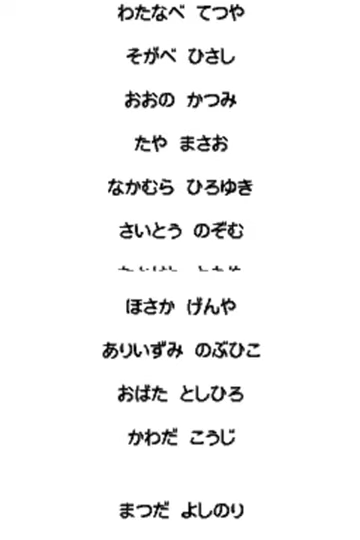 わたなべ てつや
そがべ ひさし
おおの かつみ
たや まさお
なかむら ひろゆき
さいとう のぞむ
ほさか げんや
ありいずみ のぶひこ
おばた としひろ
かわだ こうじ
まつだ よしのり